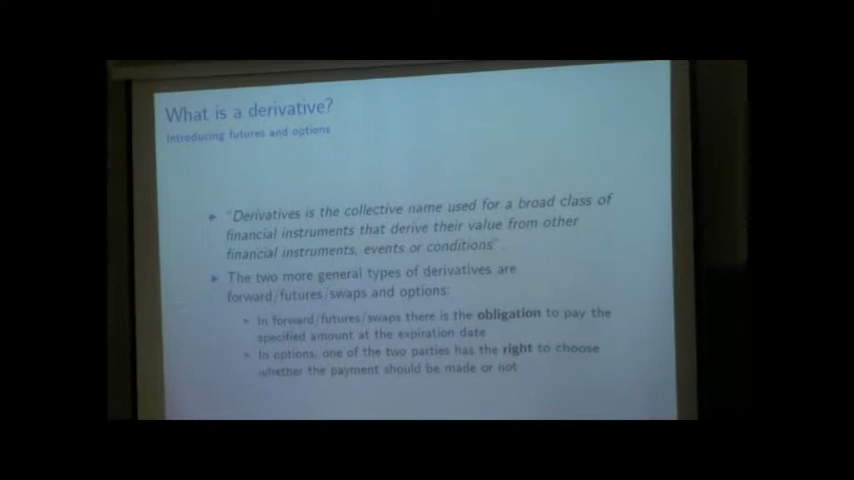 What is a derivative?
Introducing futures and options
"Derivatives is the collective name used for a broad class of
financial instruments that derive their value from other
financial instruments, events or conditions".
The two more general types of derivatives are
forward/futures/swaps and options:
In forward/futures/swaps there is the obligation to pay the
specified amount at the expiration date
In options, one of the two parties has the right to choose
whether the payment should be made or not